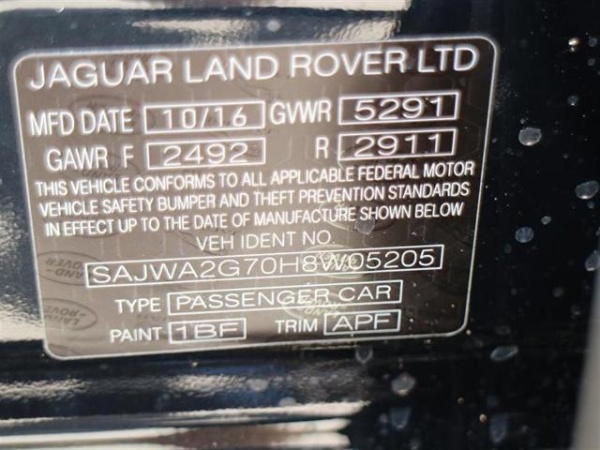 JAGUAR LAND ROVER LTD
MFD DATE 10/16 GVWR 5291
GAWR F 2492 R 2911
THIS VEHICLE CONFORMS TO ALL APPLICABLE FEDERAL MOTOR
VEHICLE SAFETY BUMPER AND THEFT PREVENTION STANDARDS
IN EFFECT UP TO THE DATE OF MANUFACTURE SHOWN BELOW
VEH IDENT NO
SAJWA2G70H8W05205
TYPE PASSENGER CAR
PAINT 1BF TRIM APF